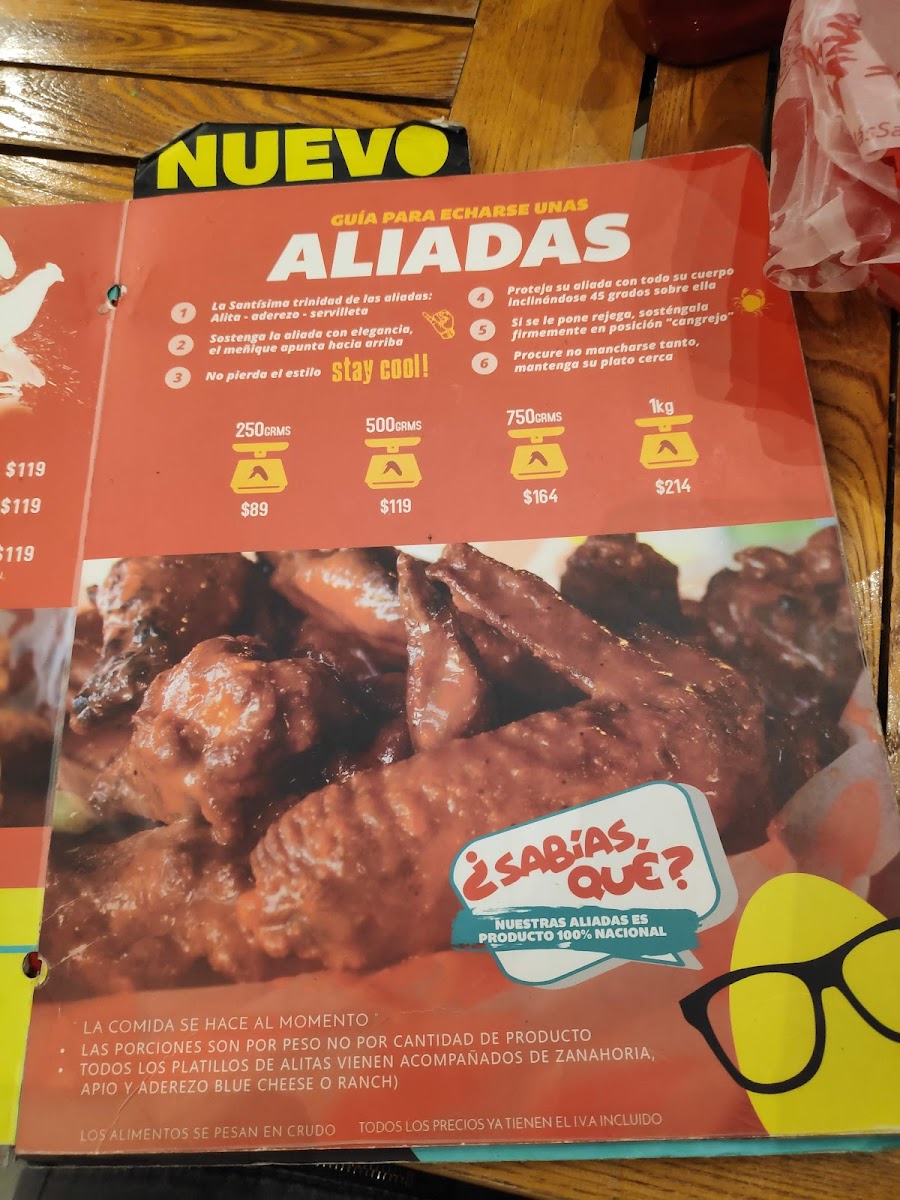 NUEVO
GUÍA PARA ECHARSE UNAS
ALIADAS
1 La Santísima trinidad de las aliadas:
Alita - aderezo - servilleta
2 Sostenga la aliada con elegancia,
el meñique apunta hacia arriba
3 No pierda el estilo stay cool!
4 Proteja su aliada con todo su cuerpo
inclinándose 45 grados sobre ella
5 Si se le pone rejega, sosténgala
firmemente en posición "cangrejo"
6 Procure no mancharse tanto,
mantenga su plato cerca
250GRMS 500GRMS 750GRMS 1kg
$89 $119 $164 $214
$119
$119
$119
¿SABÍAS,
QUÉ?
NUESTRAS ALIADAS ES
PRODUCTO 100% NACIONAL
LA COMIDA SE HACE AL MOMENTO
• LAS PORCIONES SON POR PESO NO POR CANTIDAD DE PRODUCTO
• TODOS LOS PLATILLOS DE ALITAS VIENEN ACOMPAÑADOS DE ZANAHORIA,
APIO Y ADEREZO BLUE CHEESE O RANCH)
LOS ALIMENTOS SE PESAN EN CRUDO TODOS LOS PRECIOS YA TIENEN EL I.V.A INCLUIDO